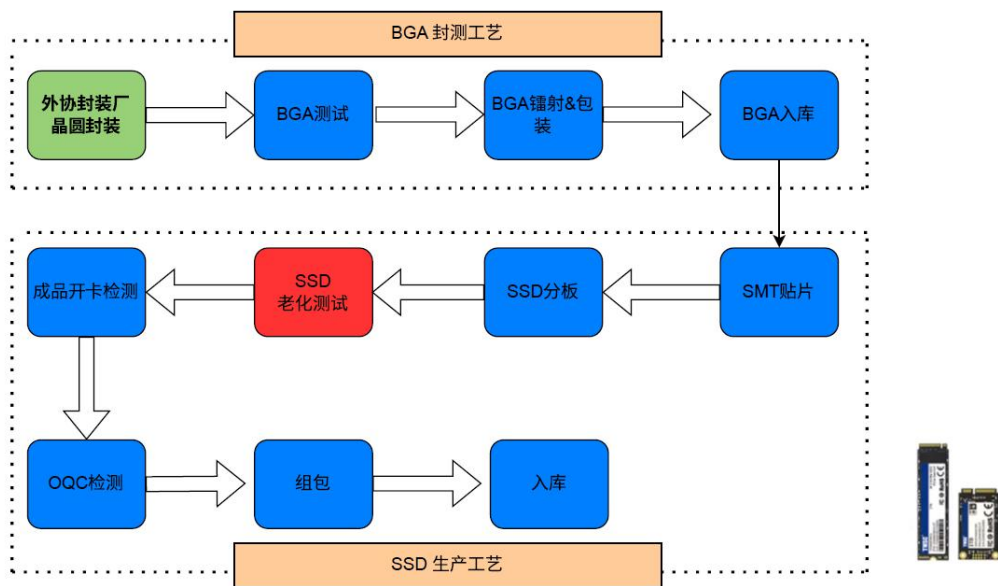 BGA 封测工艺
外协封装厂
晶圆封装
BGA测试
BGA镭射&包
装
BGA入库
成品开卡检测
SSD
老化测试
SSD分板
SMT贴片
OQC检测
组包
入库
SSD 生产工艺